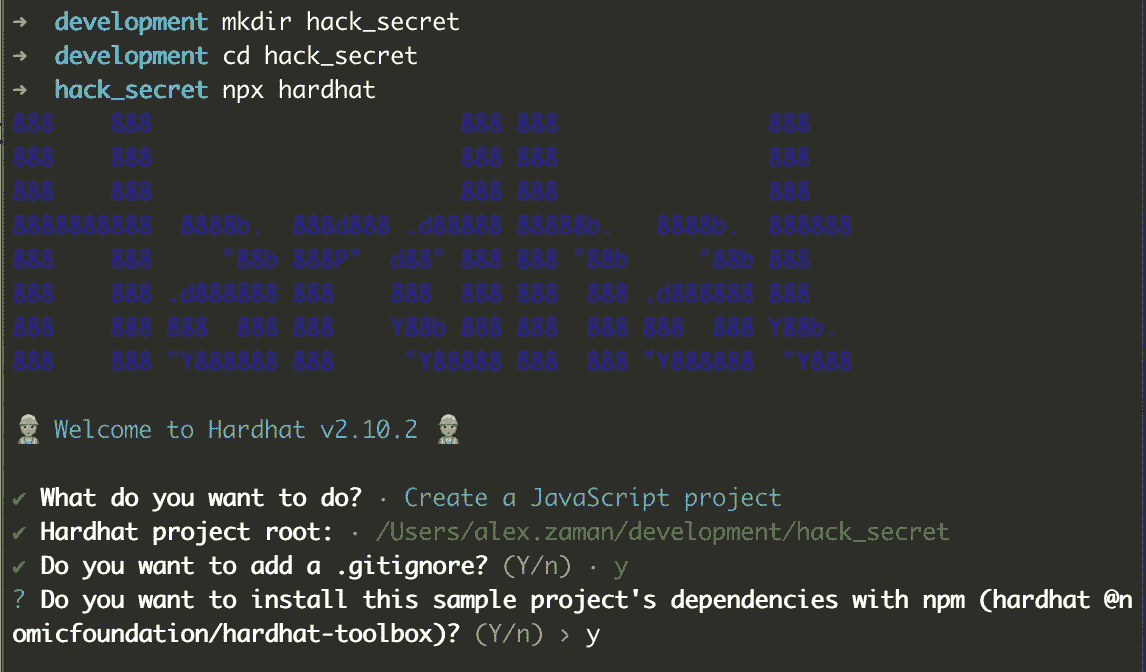 → development mkdir hack_secret
→ development cd hack_secret
→ hack_secret npx hardhat
888    888                      888 888               888
888    888                      888 888               888
888    888                      888 888               888
8888888888  8888b.  888d888 .d88888 88888b.   8888b.  888888
888    888     "88b 888P"  d88" 888 888 "88b     "88b 888
888    888 .d888888 888    888  888 888  888 .d888888 888
888    888 888  888 888    Y88b 888 888  888 888  888 Y88b.
888    888 "Y888888 888     "Y88888 888  888 "Y888888  "Y888
👷 Welcome to Hardhat v2.10.2 👷
✔ What do you want to do? · Create a JavaScript project
✔ Hardhat project root: · /Users/alex.zaman/development/hack_secret
✔ Do you want to add a .gitignore? (Y/n) · y
? Do you want to install this sample project's dependencies with npm (hardhat @n
omicfoundation/hardhat-toolbox)? (Y/n) › y